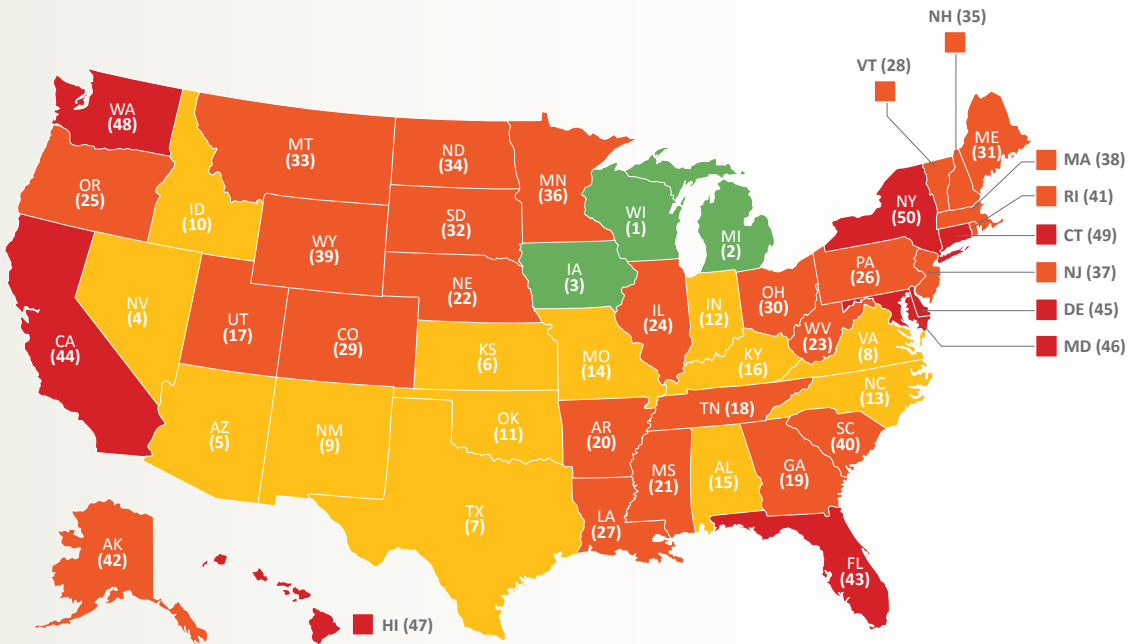 NH (35)
VT (28)
WA
(48)
MT
(33)
ND
(34)
MN
(36)
ME
(31)
MA (38)
OR
(25)
ID
(10)
WY
(39)
SD
(32)
WI
(1)
MI
(2)
NY
(50)
RI (41)
CT (49)
NE
(22)
IA
(3)
PA
(26)
NJ (37)
NV
(4)
UT
(17)
CO
(29)
IL
(24)
IN
(12)
OH
(30)
DE (45)
CA
(44)
KS
(6)
MO
(14)
KY
(16)
WV
(23)
VA
(8)
MD (46)
AZ
(5)
NM
(9)
OK
(11)
AR
(20)
TN (18)
NC
(13)
SC
(40)
MS
(21)
AL
(15)
GA
(19)
TX
(7)
LA
(27)
AK
(42)
FL
(43)
HI (47)